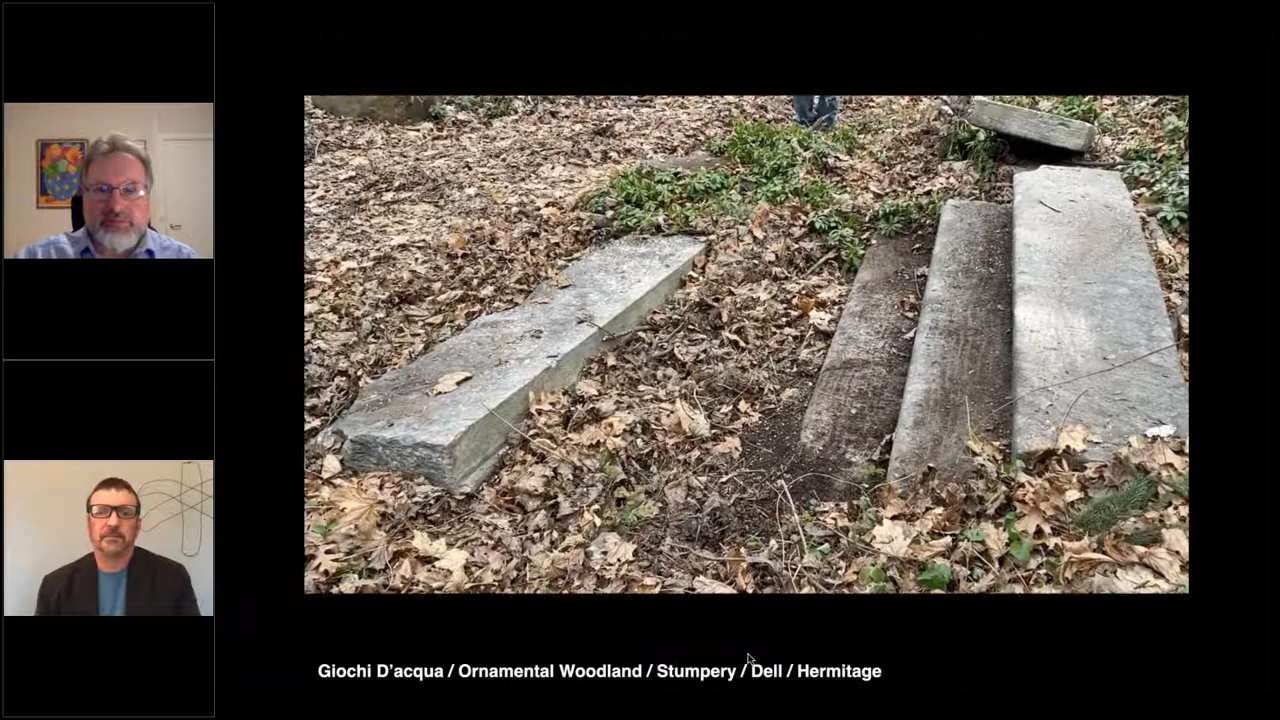 Giochi D'acqua / Ornamental Woodland / Stumpery / Dell / Hermitage